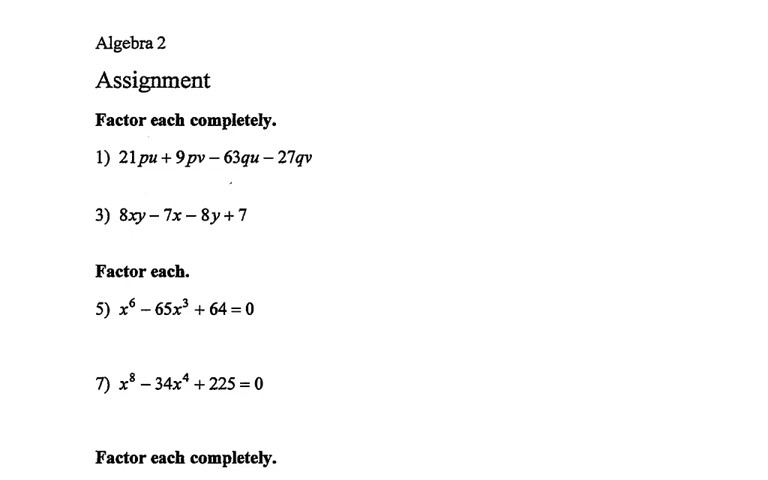 Algebra 2
Assignment
Factor each completely.
1) 21pu + 9pv − 63qu − 27qv
3) 8xy − 7x − 8y + 7
Factor each.
5) x⁶ − 65x³ + 64 = 0
7) x⁸ − 34x⁴ + 225 = 0
Factor each completely.